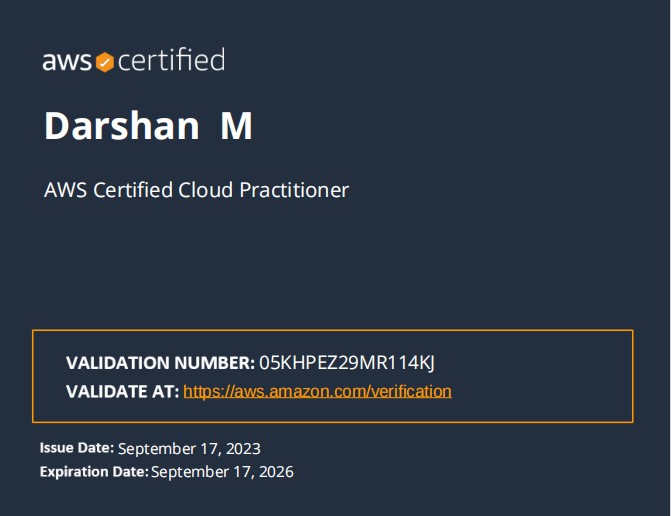 aws certified
Darshan M
AWS Certified Cloud Practitioner
VALIDATION NUMBER: 05KHPEZ29MR114KJ
VALIDATE AT: https://aws.amazon.com/verification
Issue Date: September 17, 2023
Expiration Date: September 17, 2026